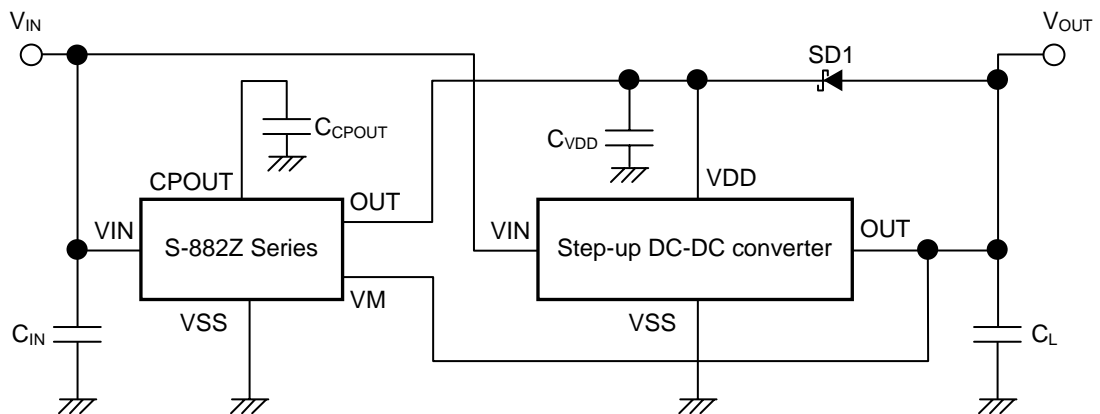 VIN
VOUT
SD1
CCPOUT
CVDD
CPOUT
OUT
VDD
VIN
S-882Z Series
VIN
Step-up DC-DC converter
OUT
VM
VSS
VSS
CIN
CL